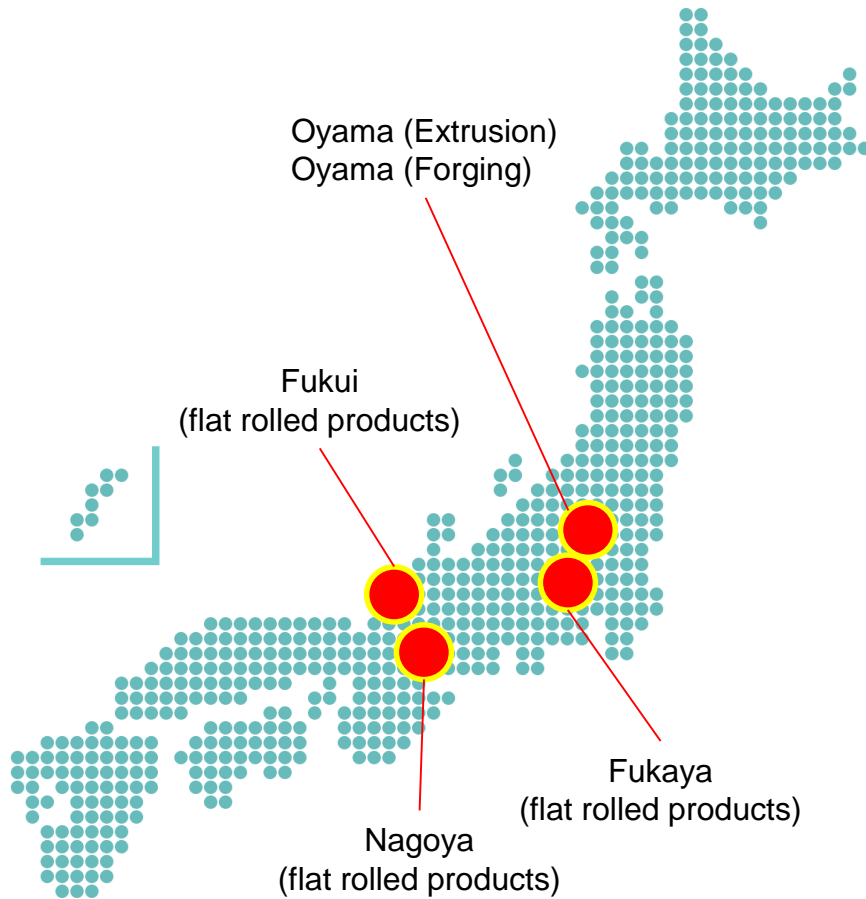 Oyama (Extrusion)
Oyama (Forging)
Fukui
(flat rolled products)
Fukaya
(flat rolled products)
Nagoya
(flat rolled products)